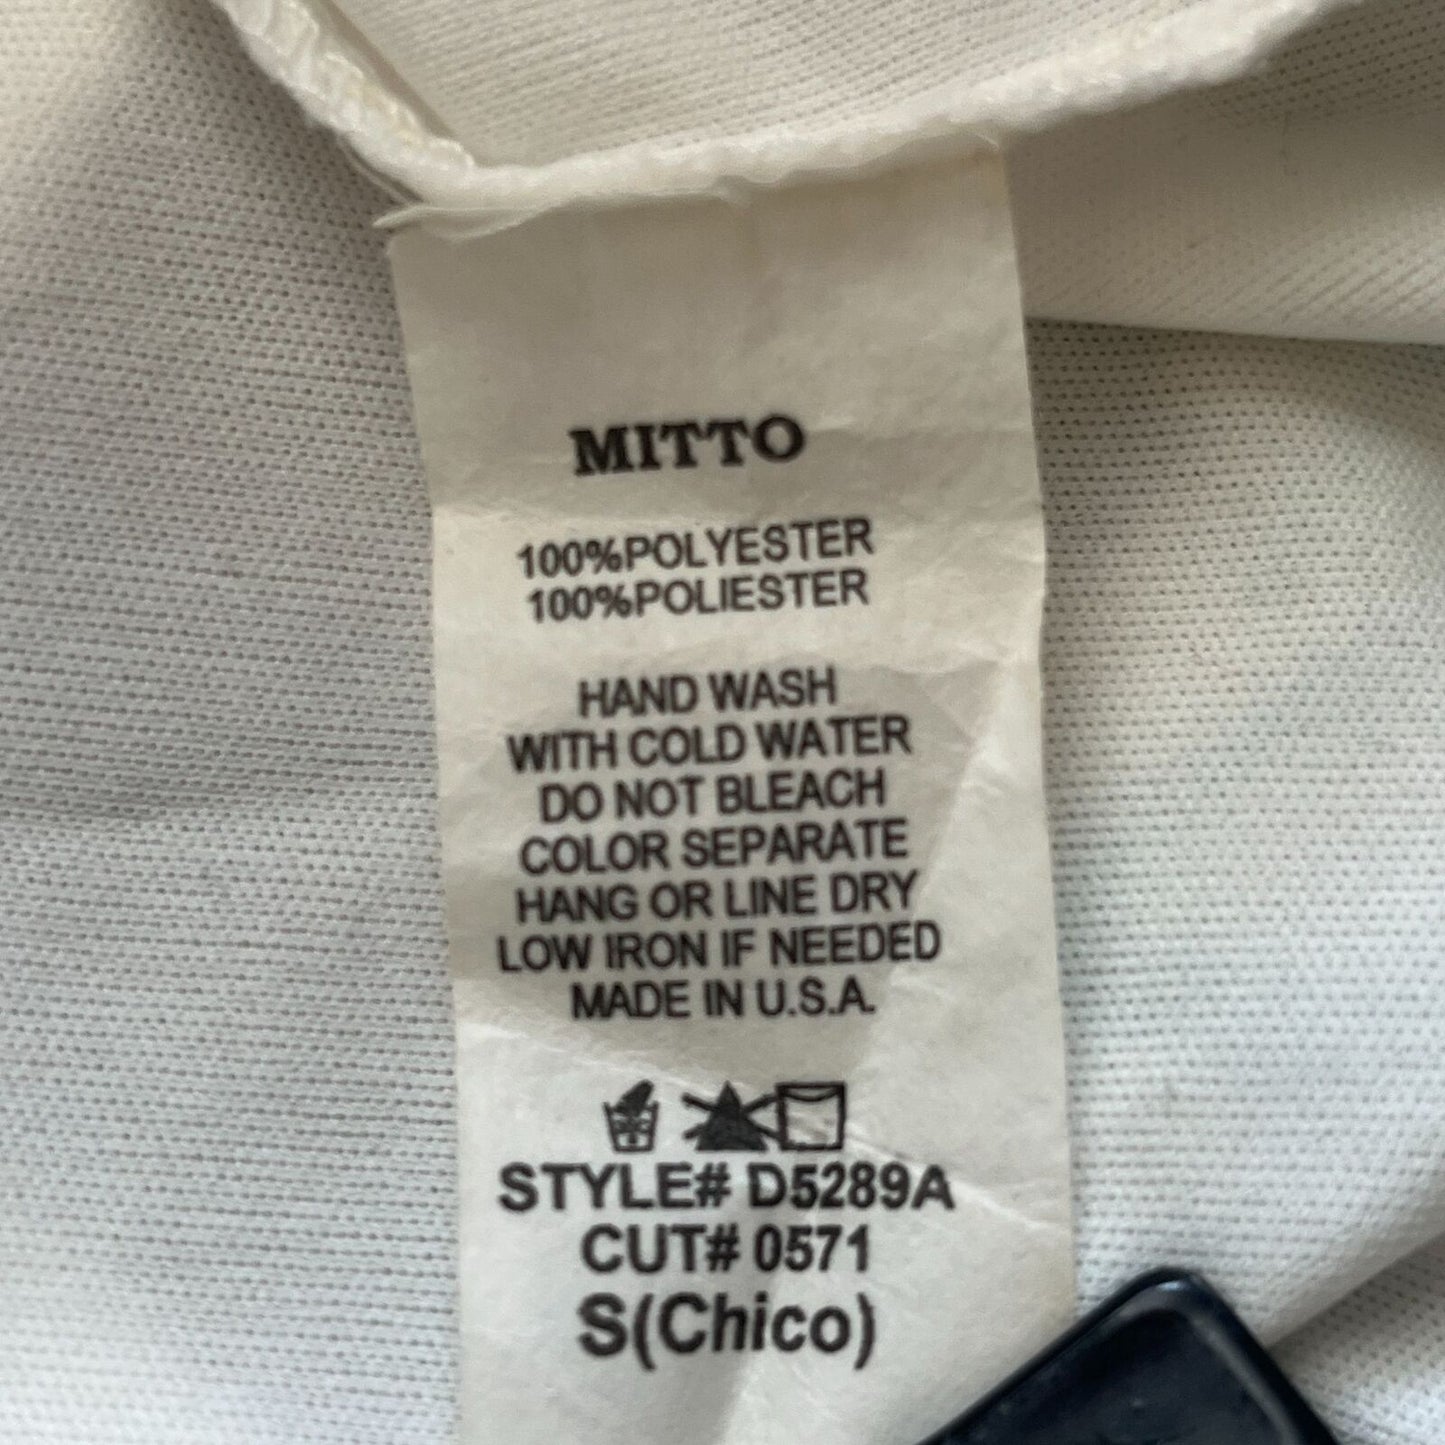 MITTO
100%POLYESTER
100%POLIESTER
HAND WASH
WITH COLD WATER
DO NOT BLEACH
COLOR SEPARATE
HANG OR LINE DRY
LOW IRON IF NEEDED
MADE IN U.S.A.
STYLE# D5289A
CUT# 0571
S(Chico)